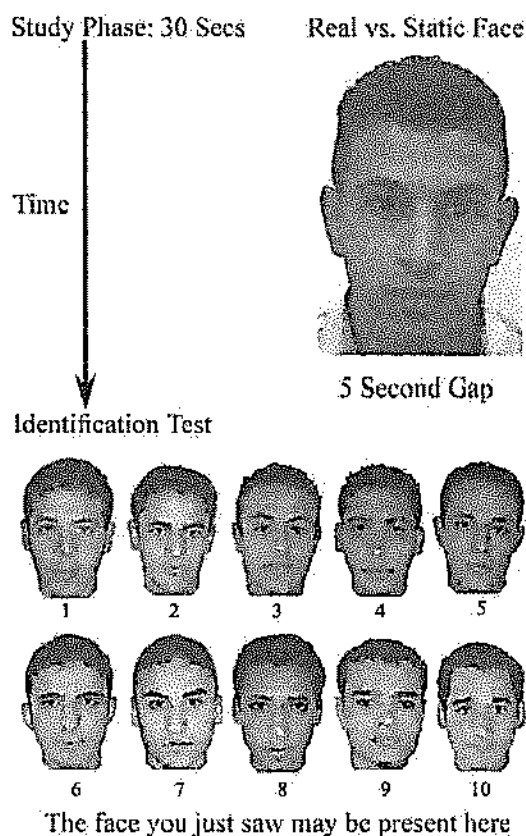 Study Phase: 30 Secs
Real vs. Static Face
Time
5 Second Gap
Identification Test
1 2 3 4 5
6 7 8 9 10
The face you just saw may be present here